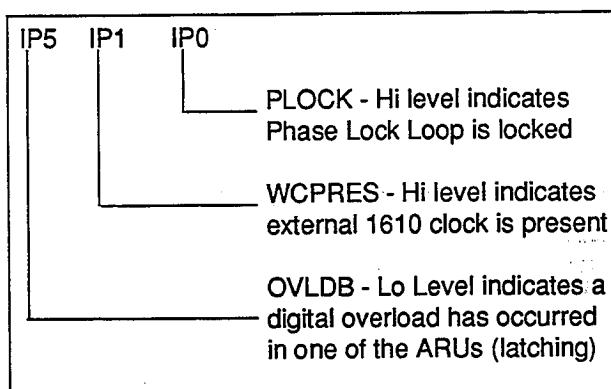 IP5 IP1 IP0
PLOCK - Hi level indicates
Phase Lock Loop is locked
WCPRES - Hi level indicates
external 1610 clock is present
OVLDB - Lo Level indicates a
digital overload has occurred
in one of the ARUs (latching)